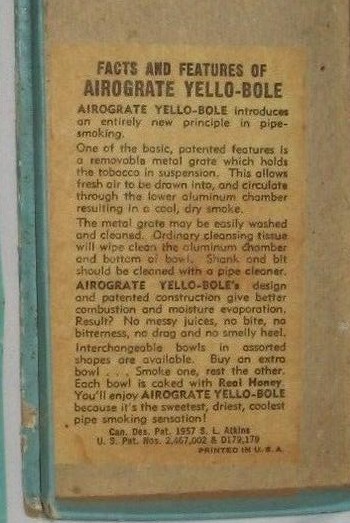 FACTS AND FEATURES OF
AIROGRATE YELLO-BOLE
AIROGRATE YELLO-BOLE introduces
an entirely new principle in pipe-
smoking.
One of the basic, patented features is
a removable metal grate which holds
the tobacco in suspension. This allows
fresh air to be drawn into, and circulate
through the lower aluminum chamber
resulting in a cool, dry smoke.
The metal grate may be easily washed
and cleaned. Ordinary cleansing tissue
will wipe clean the aluminum chamber
and bottom of bowl. Shank and bit
should be cleaned with a pipe cleaner.
AIROGRATE YELLO-BOLE's design
and patented construction give better
combustion and moisture evaporation.
Result? No messy juices, no bite, no
bitterness, no drag and no smelly heel.
Interchangeable bowls in assorted
shapes are available. Buy an extra
bowl . . . Smoke one, rest the other.
Each bowl is caked with Real Honey.
You'll enjoy AIROGRATE YELLO-BOLE
because it's the sweetest, driest, coolest
pipe smoking sensation!
Can. Des. Pat. 1957 S. L. Atkins
U. S. Pat. Nos. 2,467,002 & D179,179
PRINTED IN U. S. A.